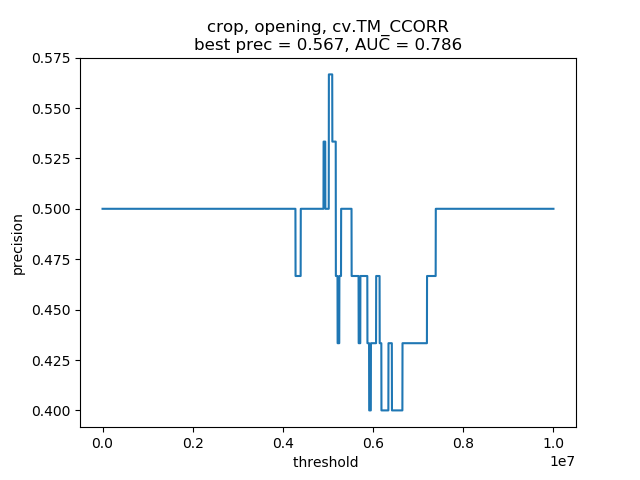 crop, opening, cv.TM_CCORR
best prec = 0.567, AUC = 0.786
0.575
0.550
0.525
0.500
0.475
0.450
0.425
0.400
precision
0.0 0.2 0.4 0.6 0.8 1.0
1e7
threshold